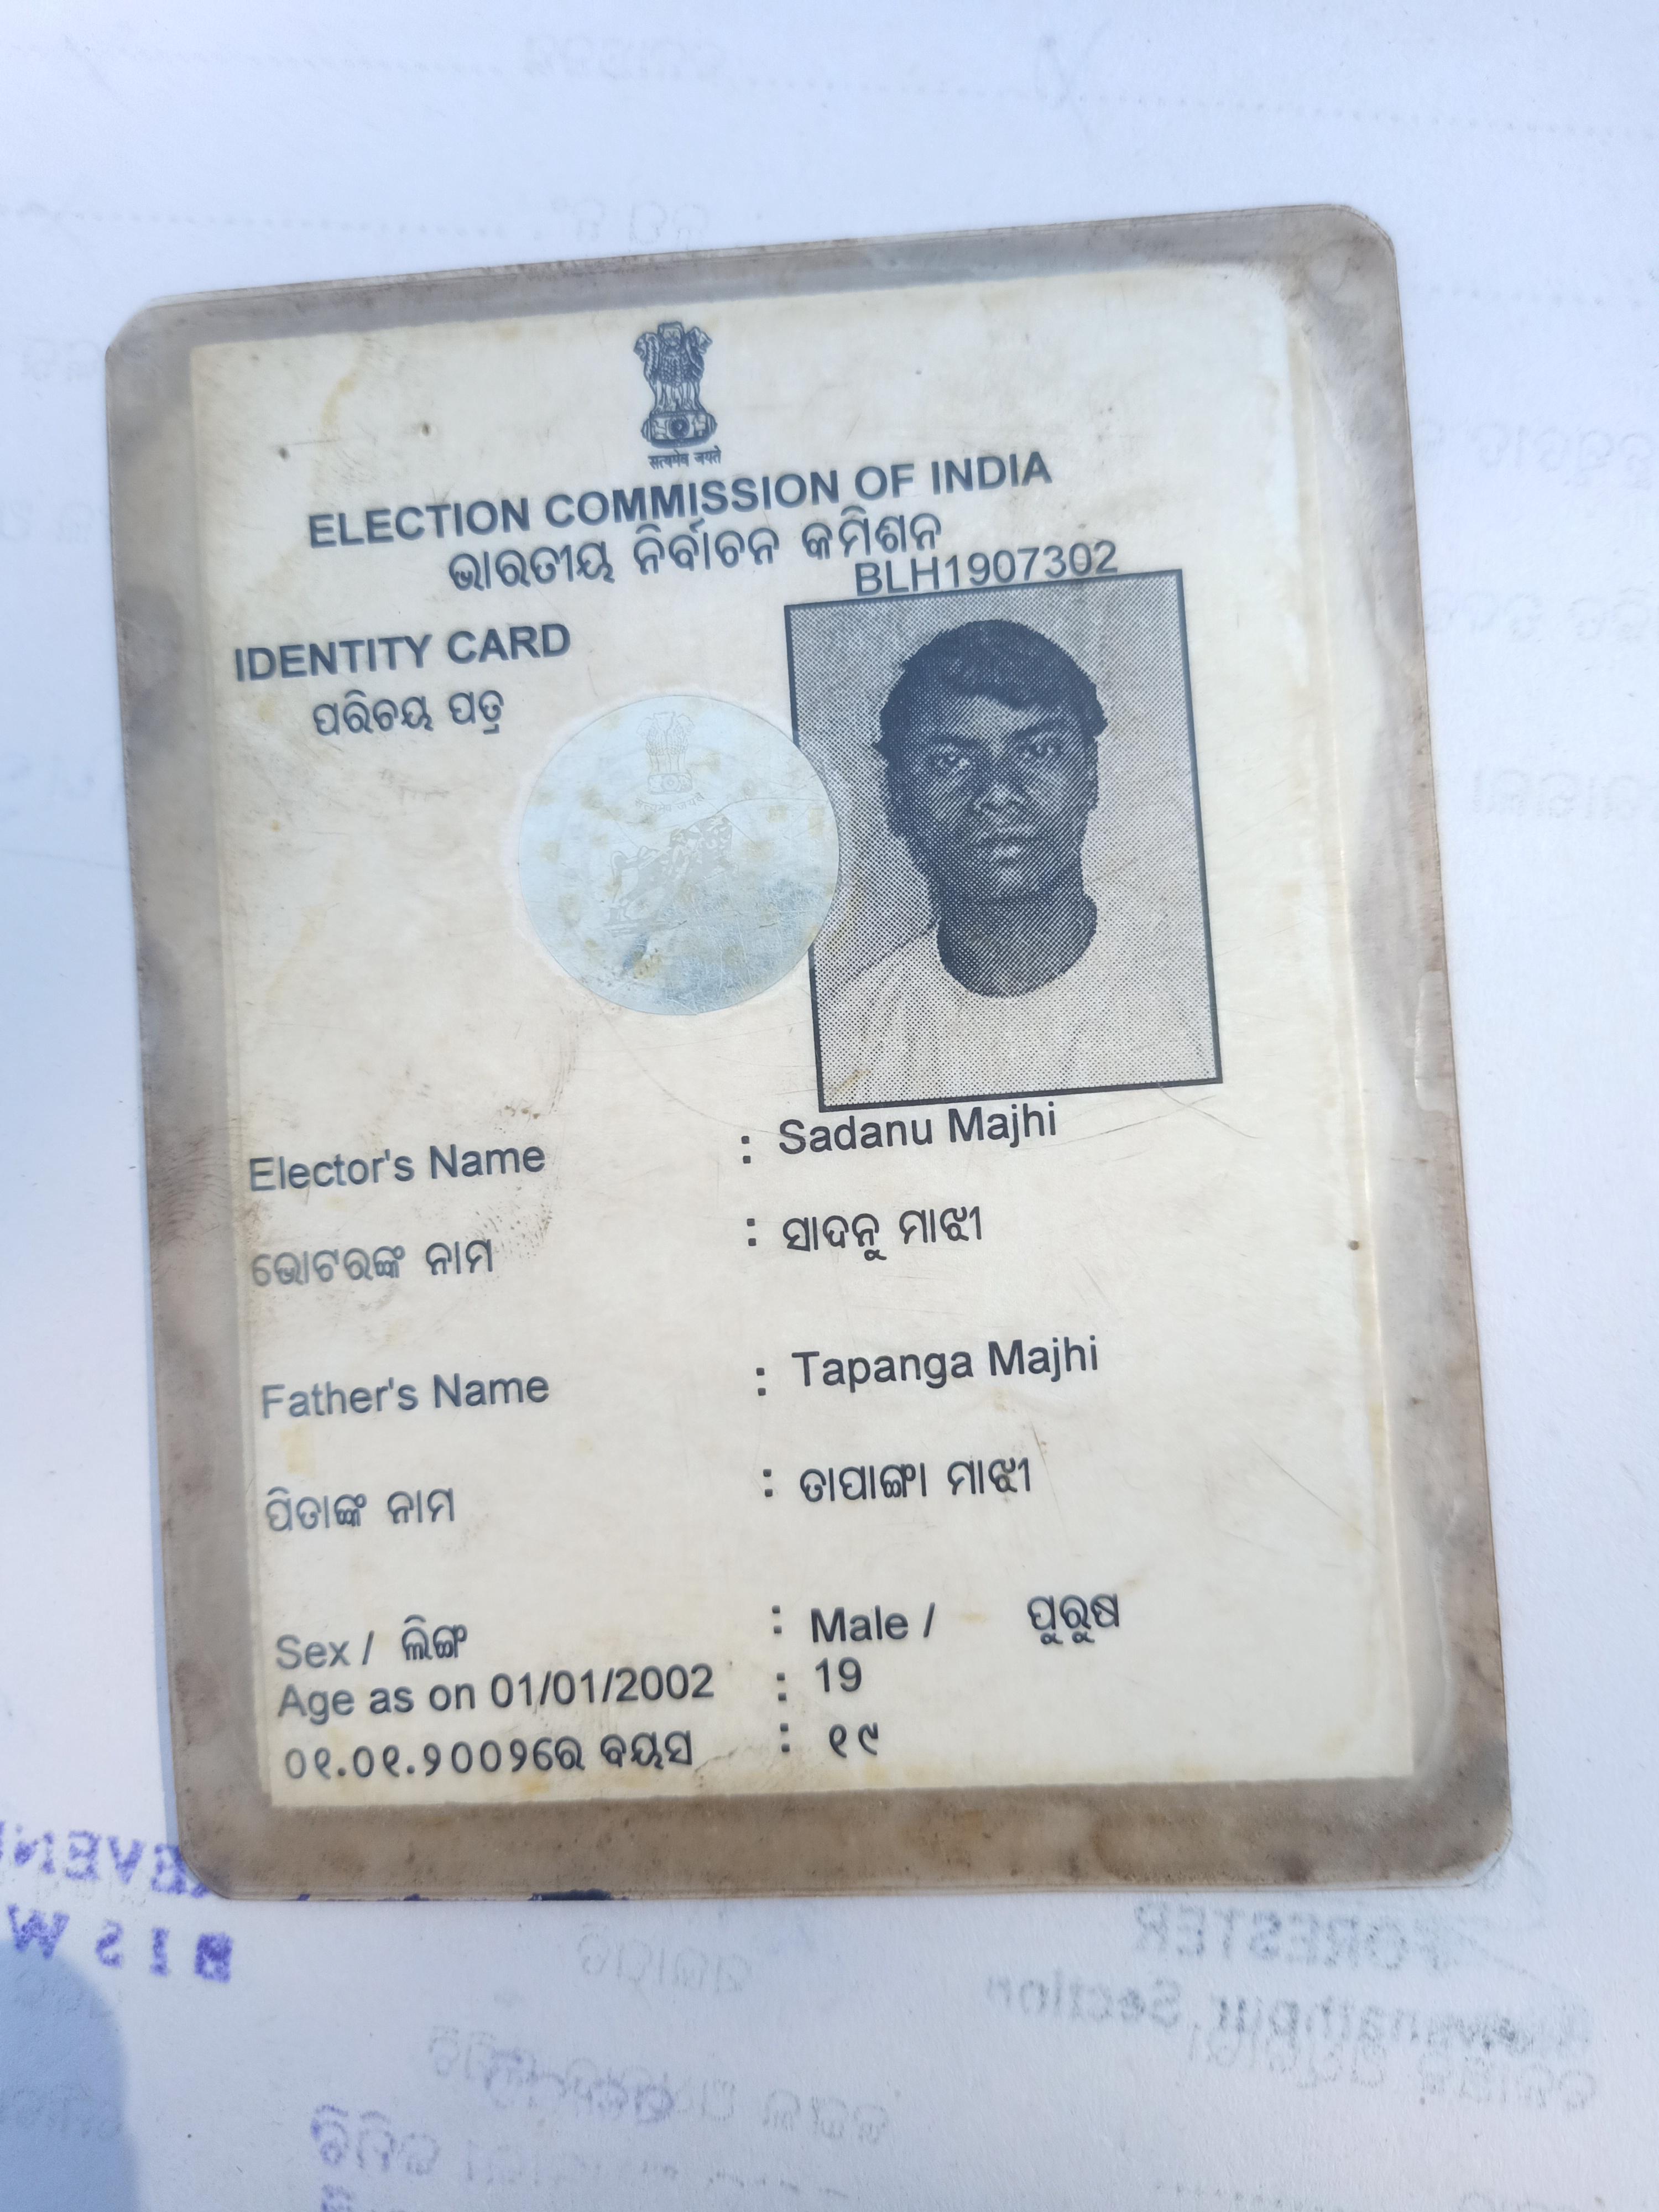 सत्यमेव जयते
ELECTION COMMISSION OF INDIA
ଭାରତୀୟ ନିର୍ବାଚନ କମିଶନ
BLH1907302
IDENTITY CARD
ପରିଚୟ ପତ୍ର
Elector's Name : Sadanu Majhi
ଭୋଟରଙ୍କ ନାମ : ସାଦନୁ ମାଝୀ
Father's Name : Tapanga Majhi
ପିତାଙ୍କ ନାମ : ତାପାଙ୍ଗା ମାଝୀ
Sex / ଲିଙ୍ଗ : Male / ପୁରୁଷ
Age as on 01/01/2002 : 19
୦୧.୦୧.୨୦୦୨ରେ ବୟସ : ୧୯
FORESTER
Section